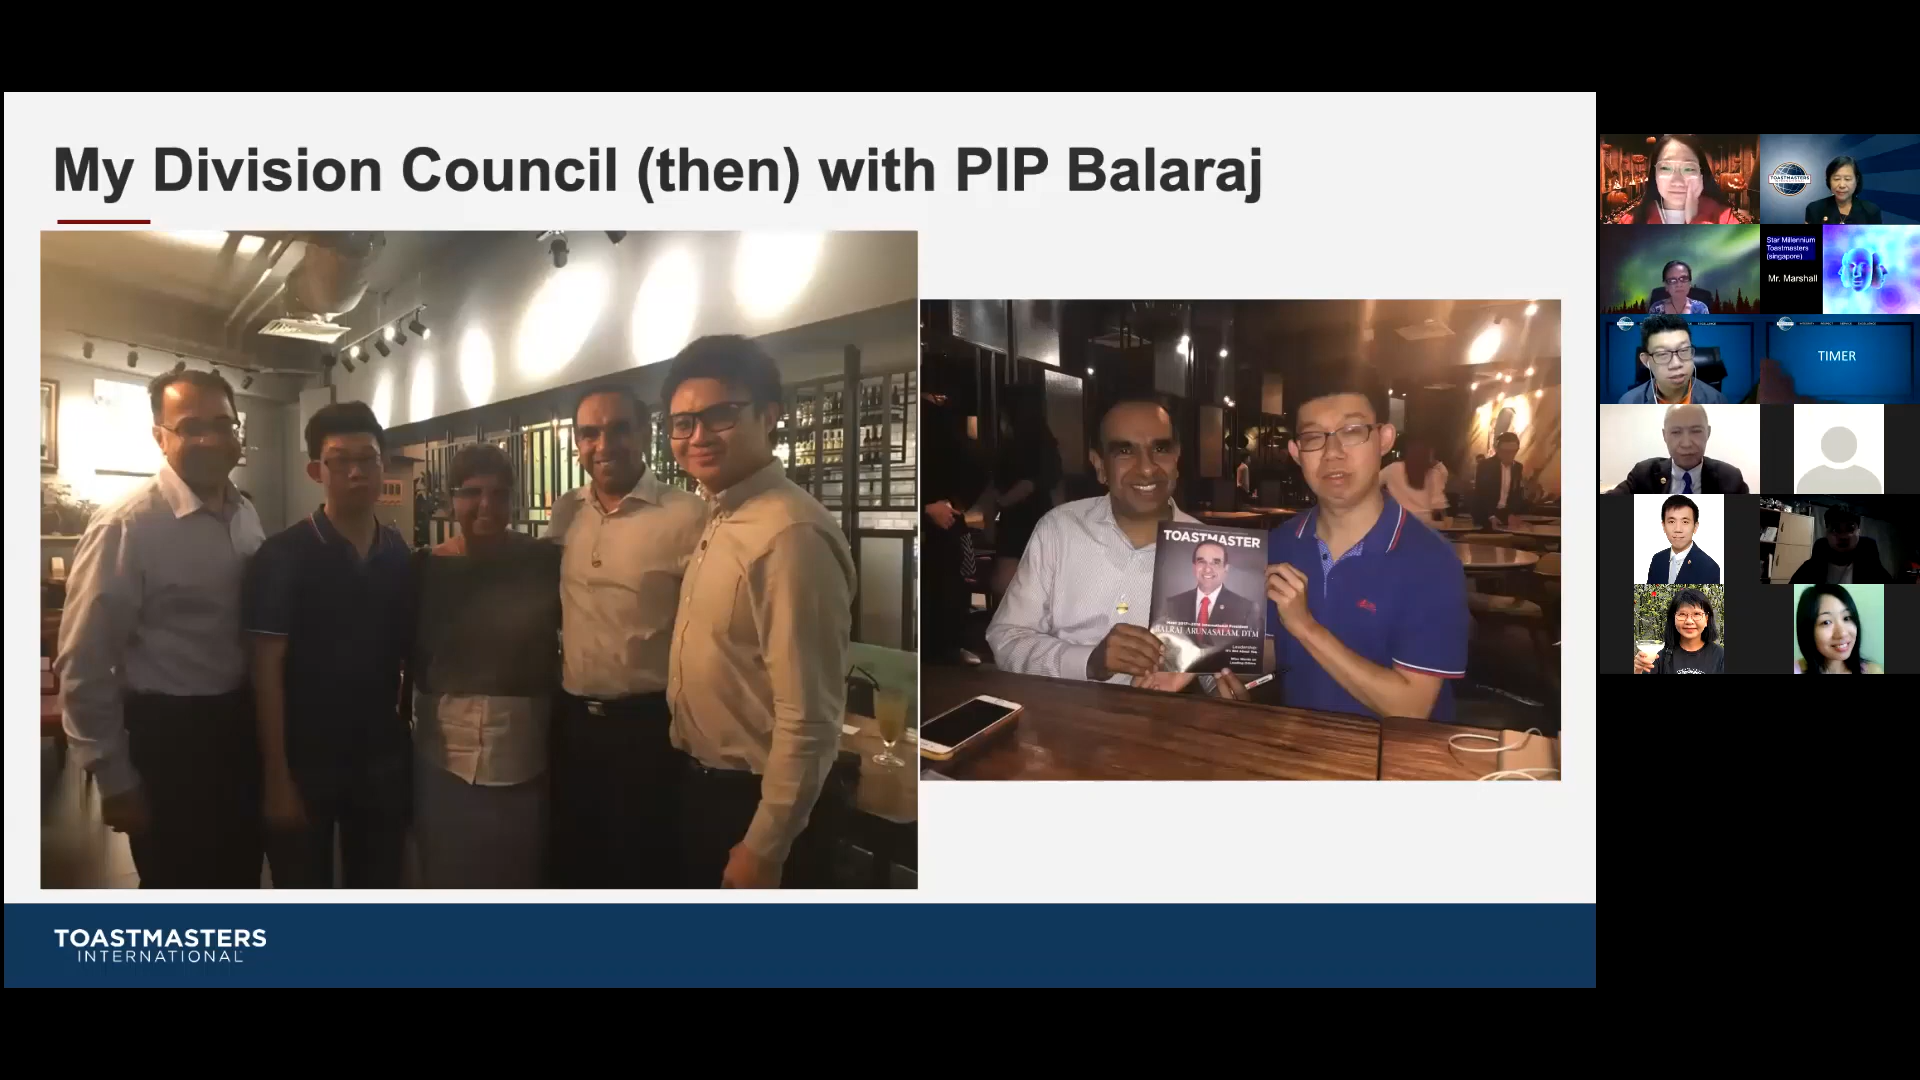 My Division Council (then) with PIP Balaraj
TOASTMASTER
BALRAJ ARUNASALAM, DTM
TOASTMASTERS
INTERNATIONAL
TOASTMASTERS
Star Millennium
Toastmasters
(singapore)
Mr. Marshall
TIMER